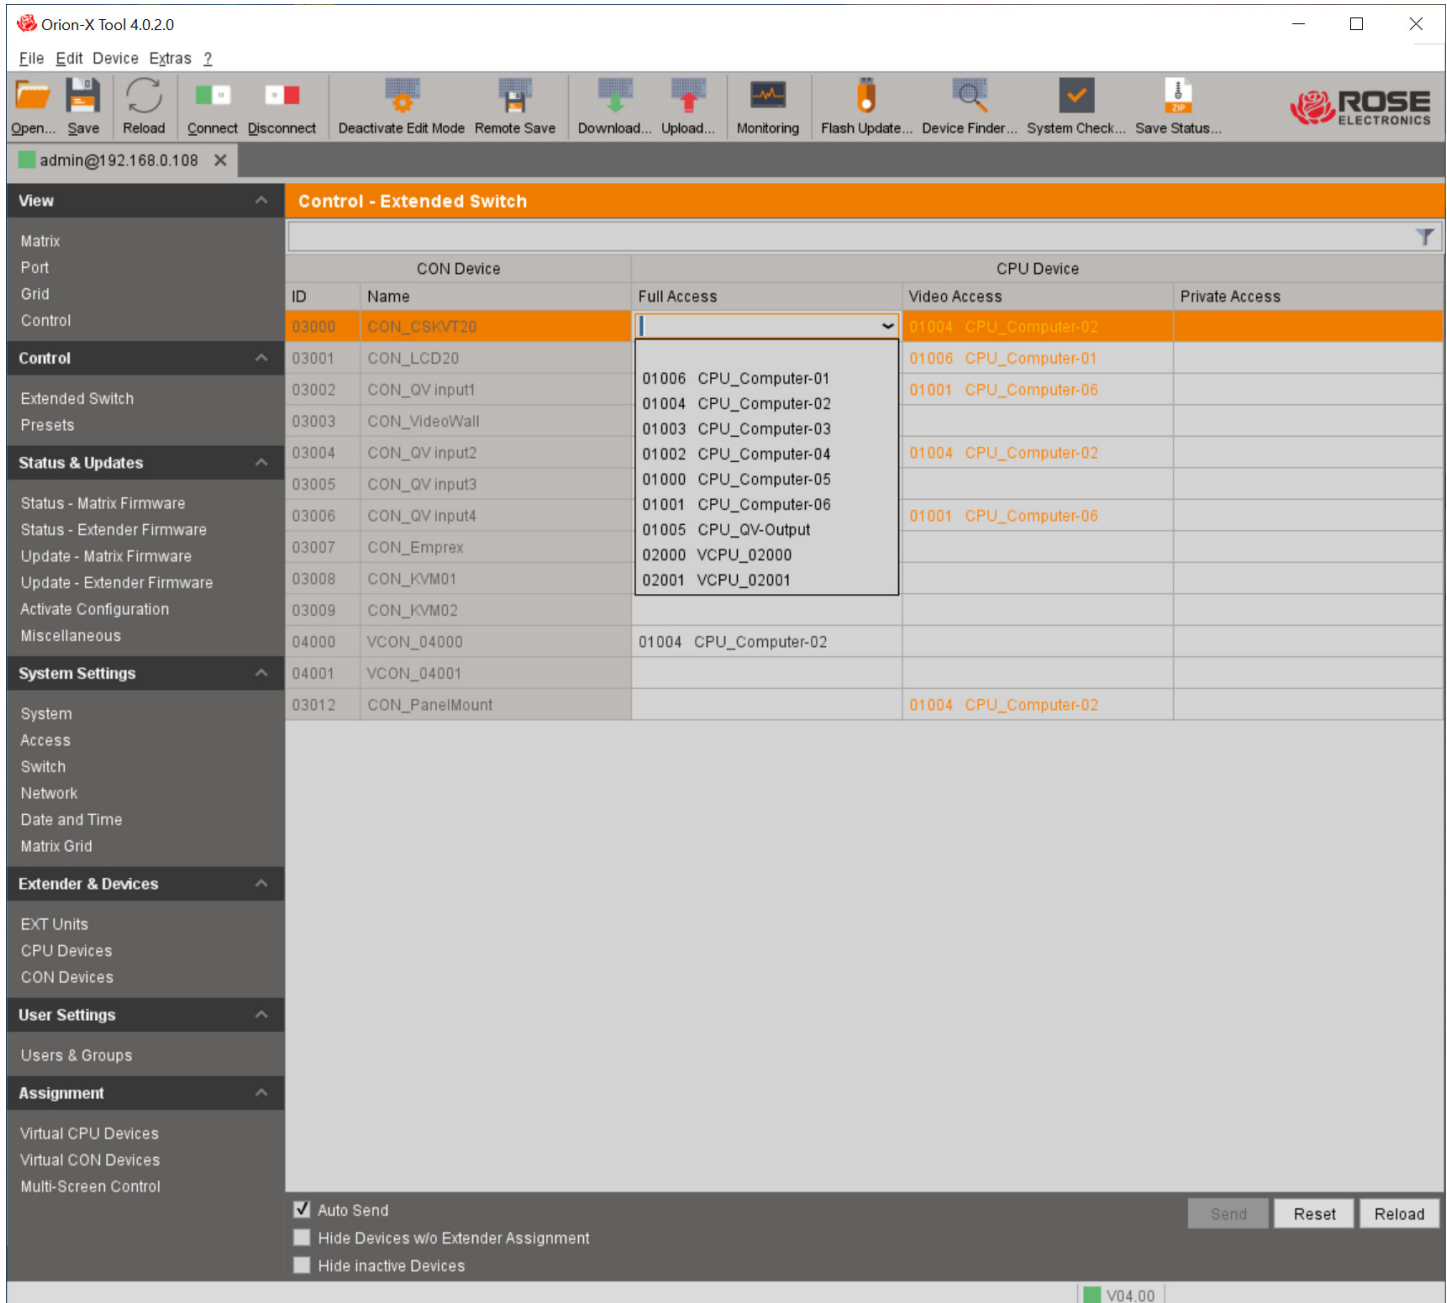 Orion-X Tool 4.0.2.0
File Edit Device Extras ?
Open... Save Reload Connect Disconnect Deactivate Edit Mode Remote Save Download... Upload... Monitoring Flash Update... Device Finder... System Check... ZIP Save Status... ROSE ELECTRONICS
admin@192.168.0.108
View
Matrix
Port
Grid
Control
Control
Extended Switch
Presets
Status & Updates
Status - Matrix Firmware
Status - Extender Firmware
Update - Matrix Firmware
Update - Extender Firmware
Activate Configuration
Miscellaneous
System Settings
System
Access
Switch
Network
Date and Time
Matrix Grid
Extender & Devices
EXT Units
CPU Devices
CON Devices
User Settings
Users & Groups
Assignment
Virtual CPU Devices
Virtual CON Devices
Multi-Screen Control
Control - Extended Switch
CON Device CPU Device
ID Name Full Access Video Access Private Access
03000 CON_CSKVT20 01004 CPU_Computer-02
03001 CON_LCD20 01006 CPU_Computer-01
03002 CON_QV input1 01001 CPU_Computer-06
03003 CON_VideoWall
03004 CON_QV input2 01004 CPU_Computer-02
03005 CON_QV input3
03006 CON_QV input4 01001 CPU_Computer-06
03007 CON_Emprex
03008 CON_KVM01
03009 CON_KVM02
04000 VCON_04000 01004 CPU_Computer-02
04001 VCON_04001
03012 CON_PanelMount 01004 CPU_Computer-02
01006 CPU_Computer-01
01004 CPU_Computer-02
01003 CPU_Computer-03
01002 CPU_Computer-04
01000 CPU_Computer-05
01001 CPU_Computer-06
01005 CPU_QV-Output
02000 VCPU_02000
02001 VCPU_02001
Auto Send
Hide Devices w/o Extender Assignment
Hide inactive Devices
Send Reset Reload
V04.00